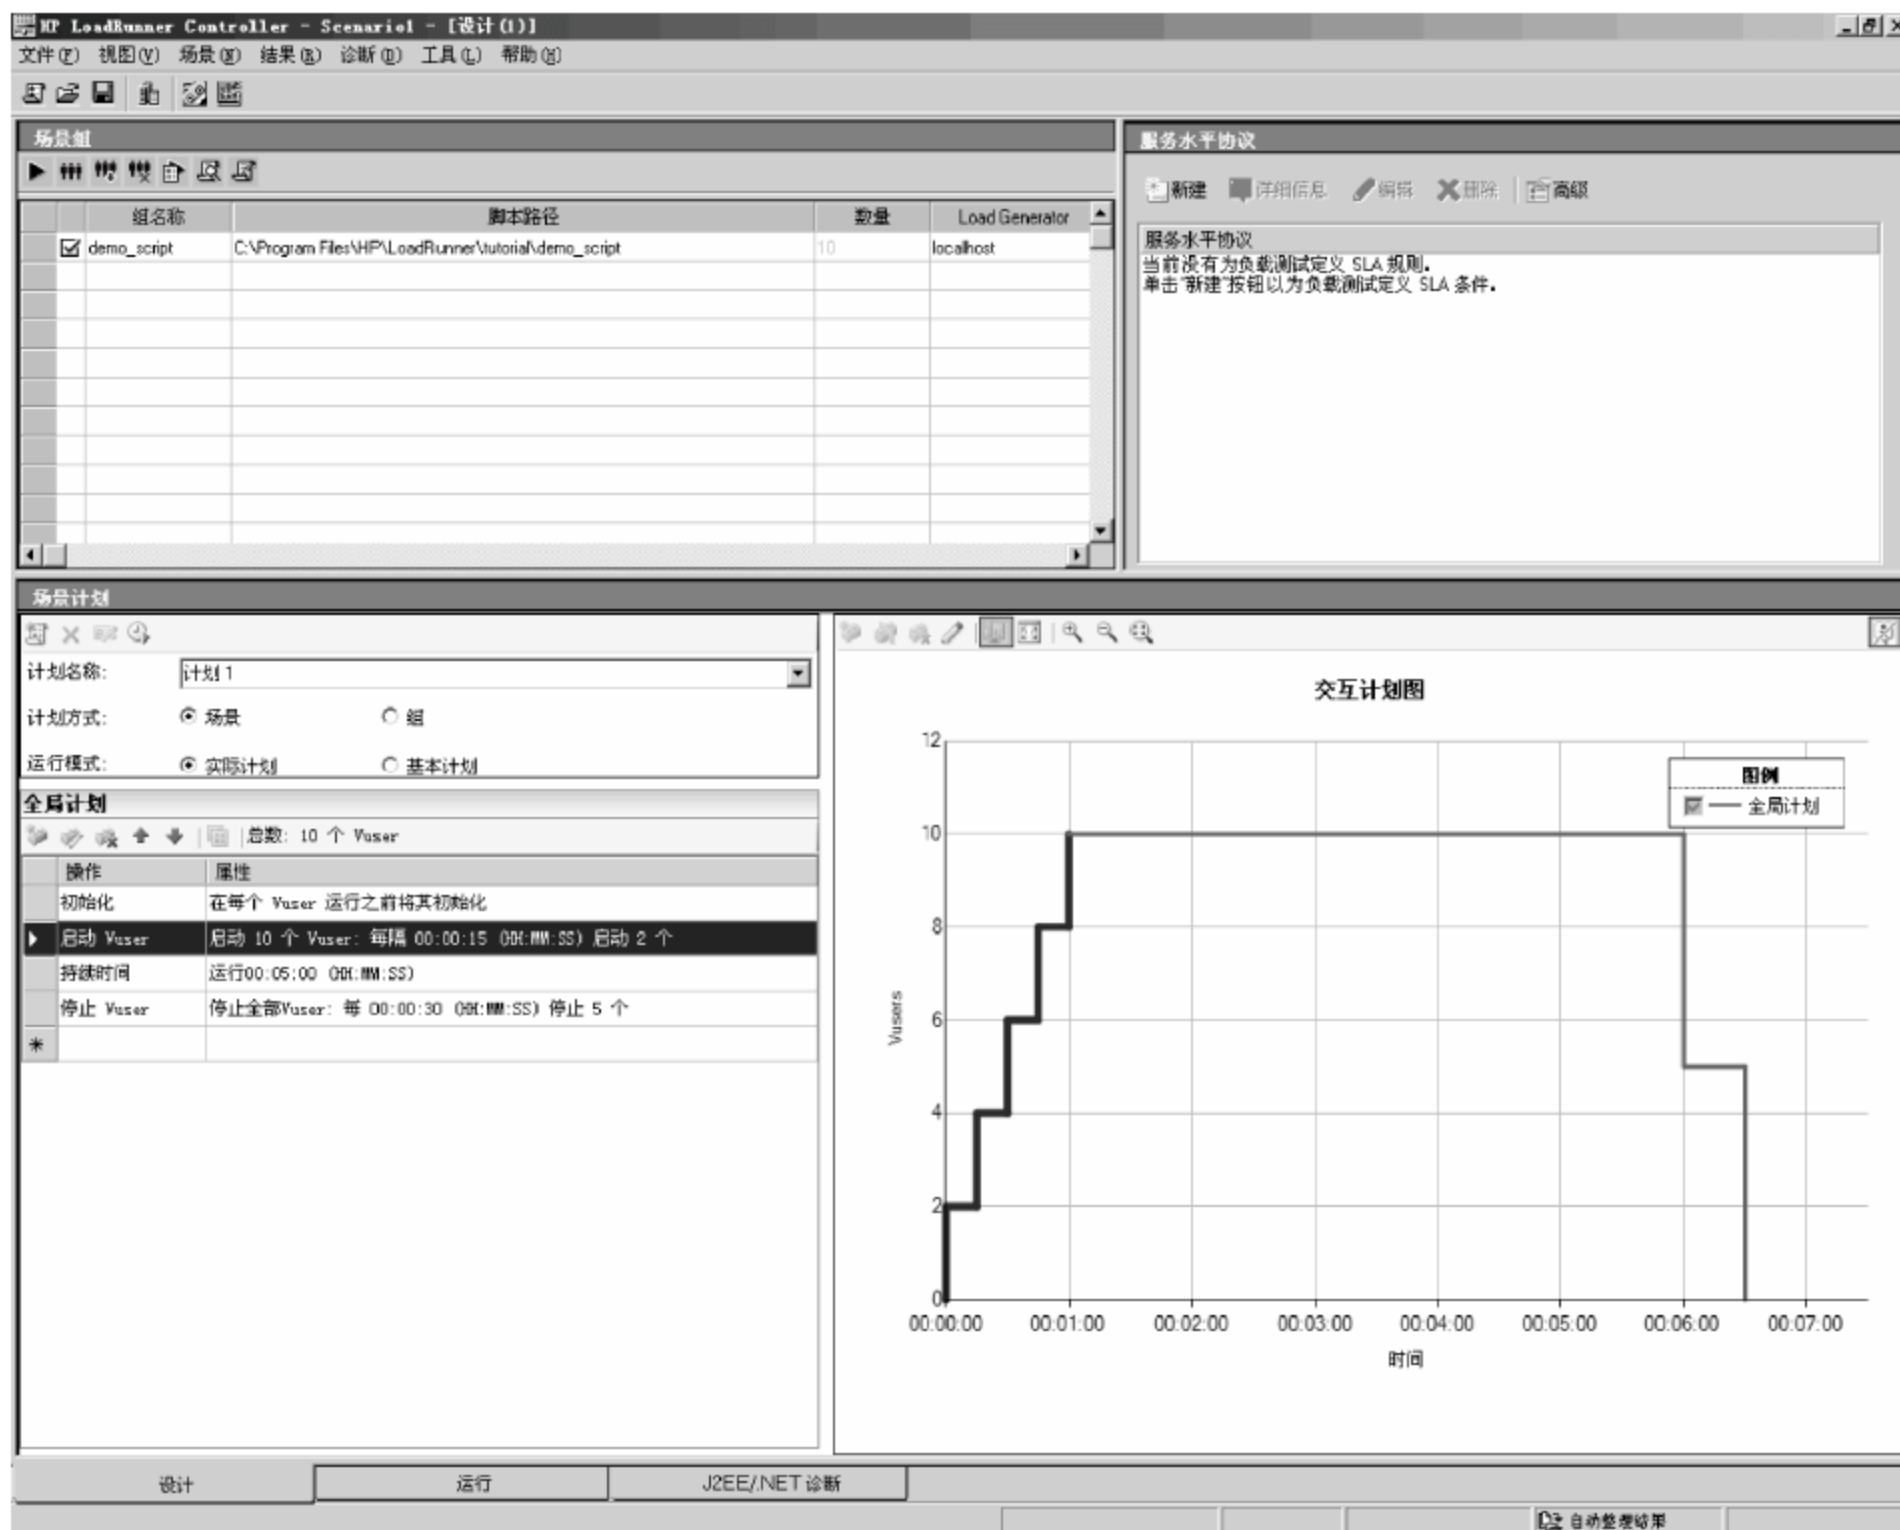 HP LoadRunner Controller - Scenario1 - [设计(1)]
文件(F) 视图(V) 场景(N) 结果(R) 诊断(D) 工具(L) 帮助(H)
场景组
组名称 脚本路径 数量 Load Generator
demo_script C:\Program Files\HP\LoadRunner\tutorial\demo_script 10 localhost
服务水平协议
新建 详细信息 编辑 删除 高级
服务水平协议
当前没有为负载测试定义 SLA 规则.
单击"新建"按钮以为负载测试定义 SLA 条件.
场景计划
计划名称: 计划 1
计划方式: 场景 组
运行模式: 实际计划 基本计划
全局计划
总数: 10 个 Vuser
操作 属性
初始化 在每个 Vuser 运行之前将其初始化
启动 Vuser 启动 10 个 Vuser: 每隔 00:00:15 (HH:MM:SS) 启动 2 个
持续时间 运行00:05:00 (HH:MM:SS)
停止 Vuser 停止全部Vuser: 每 00:00:30 (HH:MM:SS) 停止 5 个
*
交互计划图
图例
全局计划
12
10
8
6
4
2
0
Vusers
00:00:00 00:01:00 00:02:00 00:03:00 00:04:00 00:05:00 00:06:00 00:07:00
时间
设计 运行 J2EE/.NET 诊断
自动整理结果